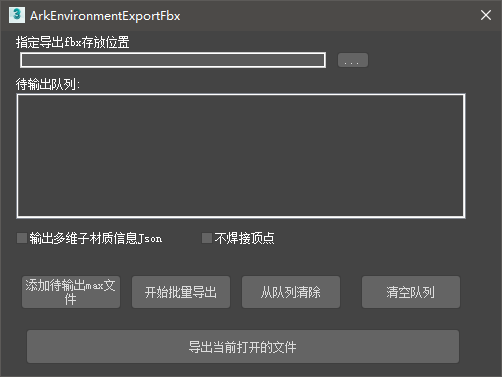 ArkEnvironmentExportFbx
指定导出fbx存放位置
...
待输出队列:
输出多维子材质信息Json
不焊接顶点
添加待输出max文
件
开始批量导出
从队列清除
清空队列
导出当前打开的文件